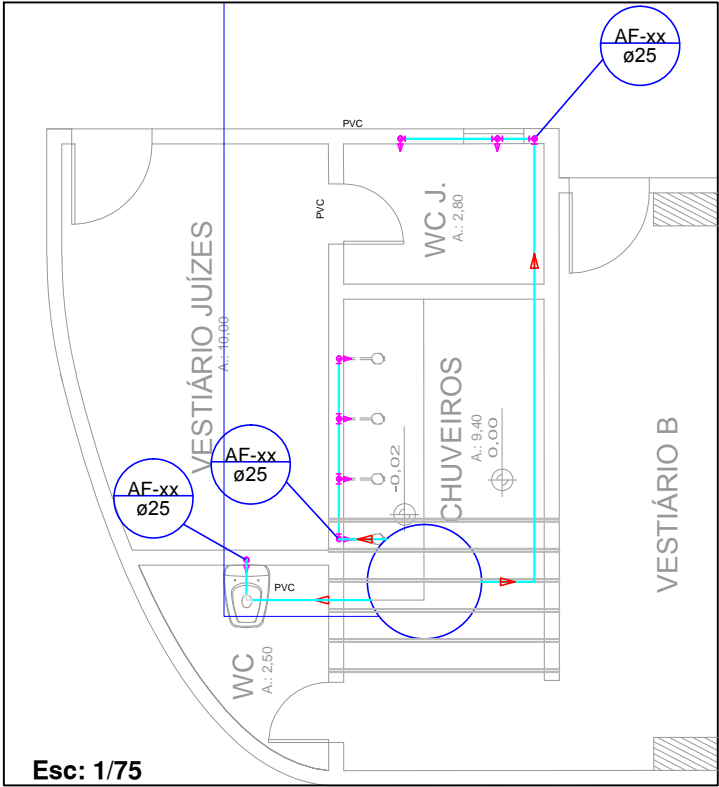 AF-xx
ø25
PVC
PVC
WC J.
A.: 2,80
VESTIÁRIO JUÍZES
A.: 10,00
CHUVEIROS
A.: 9,40
0,00
-0,02
VESTIÁRIO B
AF-xx
ø25
AF-xx
ø25
PVC
WC
A.: 2,50
Esc: 1/75